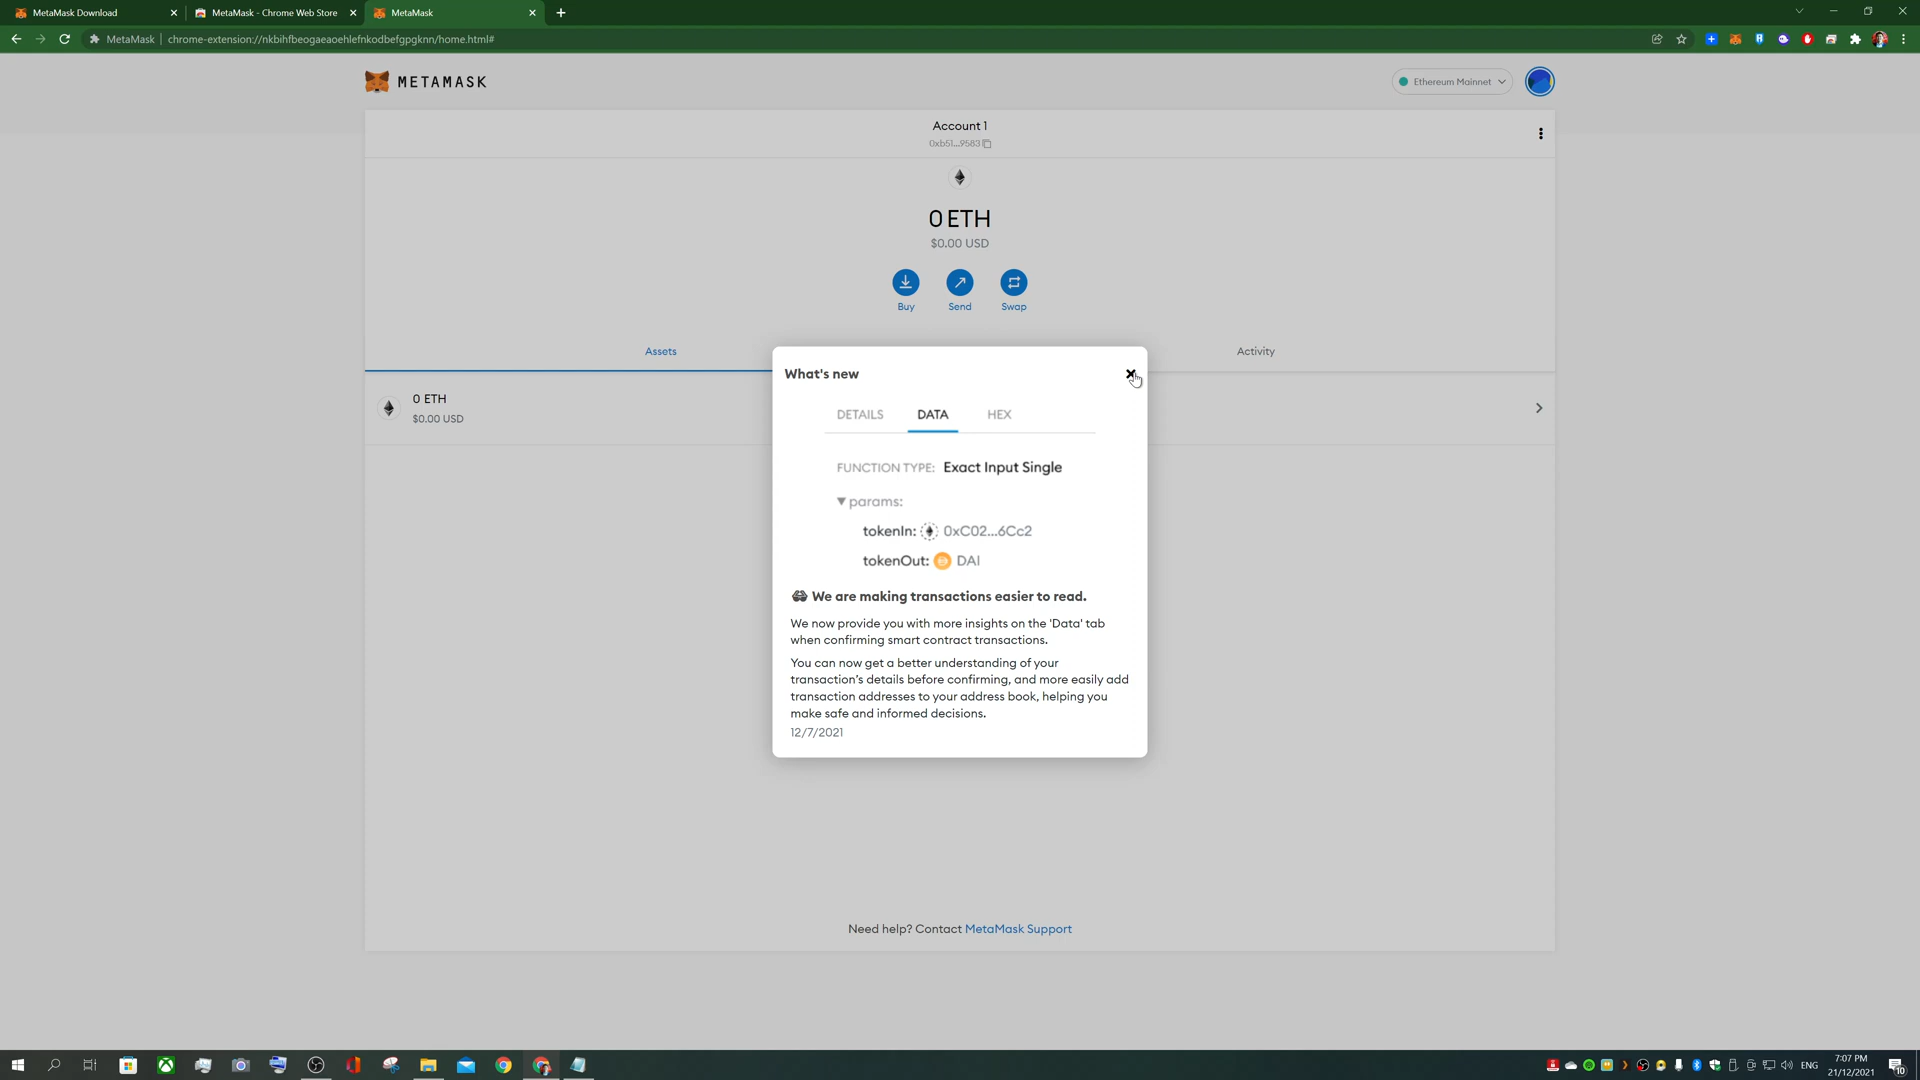 MetaMask Download
MetaMask - Chrome Web Store
MetaMask
MetaMask
chrome-extension://nkbihfbeogaeaoehlefnkodbefgpgknn/home.html#
METAMASK
Ethereum Mainnet
Account 1
0xb51...9583
0 ETH
$0.00 USD
Buy
Send
Swap
Assets
Activity
0 ETH
$0.00 USD
What's new
DETAILS
DATA
HEX
FUNCTION TYPE: Exact Input Single
params:
tokenIn: 0xC02...6Cc2
tokenOut: DAI
We are making transactions easier to read.
We now provide you with more insights on the 'Data' tab
when confirming smart contract transactions.
You can now get a better understanding of your
transaction's details before confirming, and more easily add
transaction addresses to your address book, helping you
make safe and informed decisions.
12/7/2021
Need help? Contact MetaMask Support
ENG
7:07 PM
21/12/2021
10